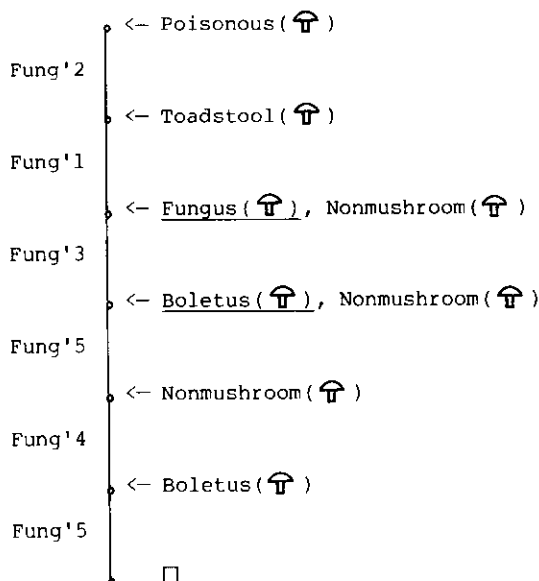 <— Poisonous(🍄)
Fung'2
<— Toadstool(🍄)
Fung'1
<— Fungus(🍄), Nonmushroom(🍄)
Fung'3
<— Boletus(🍄), Nonmushroom(🍄)
Fung'5
<— Nonmushroom(🍄)
Fung'4
<— Boletus(🍄)
Fung'5
□